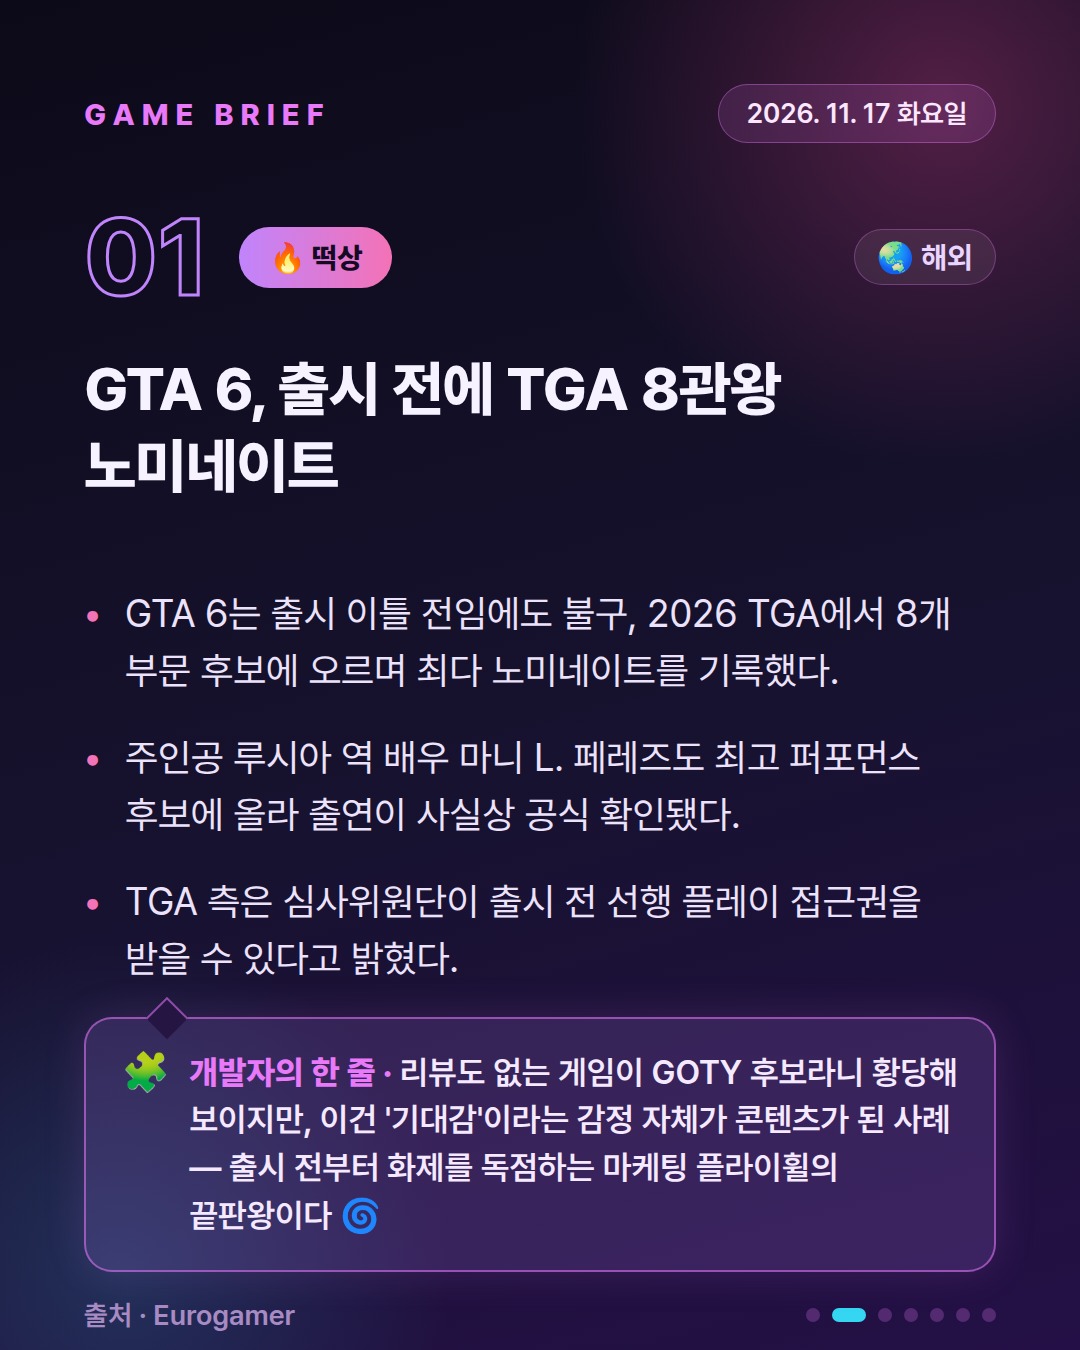 GAME BRIEF
2026. 11. 17 화요일
01
🔥 떡상
🌏 해외
GTA 6, 출시 전에 TGA 8관왕
노미네이트
• GTA 6는 출시 이틀 전임에도 불구, 2026 TGA에서 8개
부문 후보에 오르며 최다 노미네이트를 기록했다.
• 주인공 루시아 역 배우 마니 L. 페레즈도 최고 퍼포먼스
후보에 올라 출연이 사실상 공식 확인됐다.
• TGA 측은 심사위원단이 출시 전 선행 플레이 접근권을
받을 수 있다고 밝혔다.
🧩 개발자의 한 줄 · 리뷰도 없는 게임이 GOTY 후보라니 황당해
보이지만, 이건 '기대감'이라는 감정 자체가 콘텐츠가 된 사례
— 출시 전부터 화제를 독점하는 마케팅 플라이휠의
끝판왕이다 🌀
출처 · Eurogamer